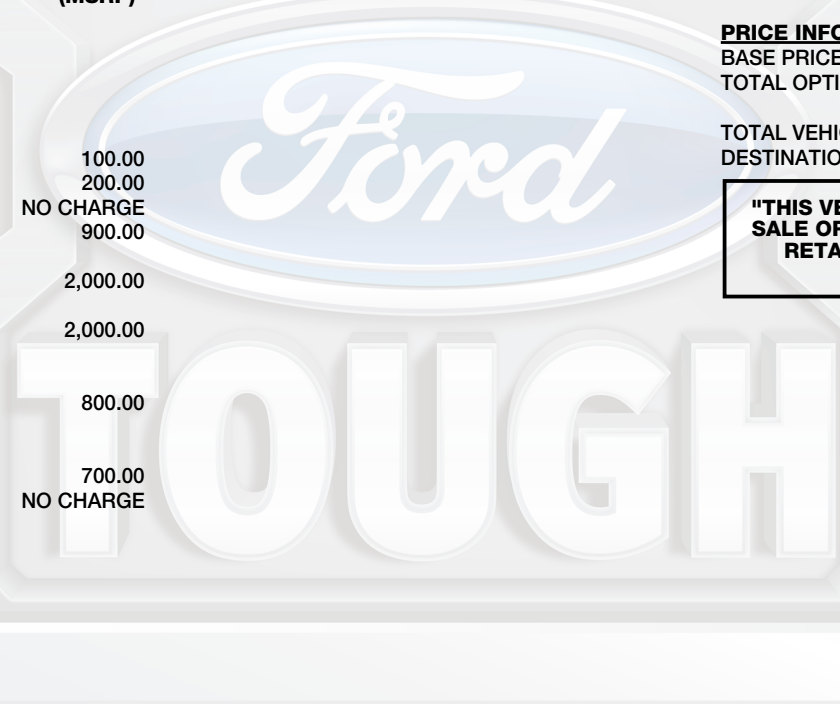 (MSRP)
100.00
200.00
NO CHARGE
900.00
2,000.00
2,000.00
800.00
700.00
NO CHARGE
PRICE INFO
BASE PRICE
TOTAL OPTI
TOTAL VEHI
DESTINATIO
"THIS VE
SALE OR
RETA
Ford
TOUGH